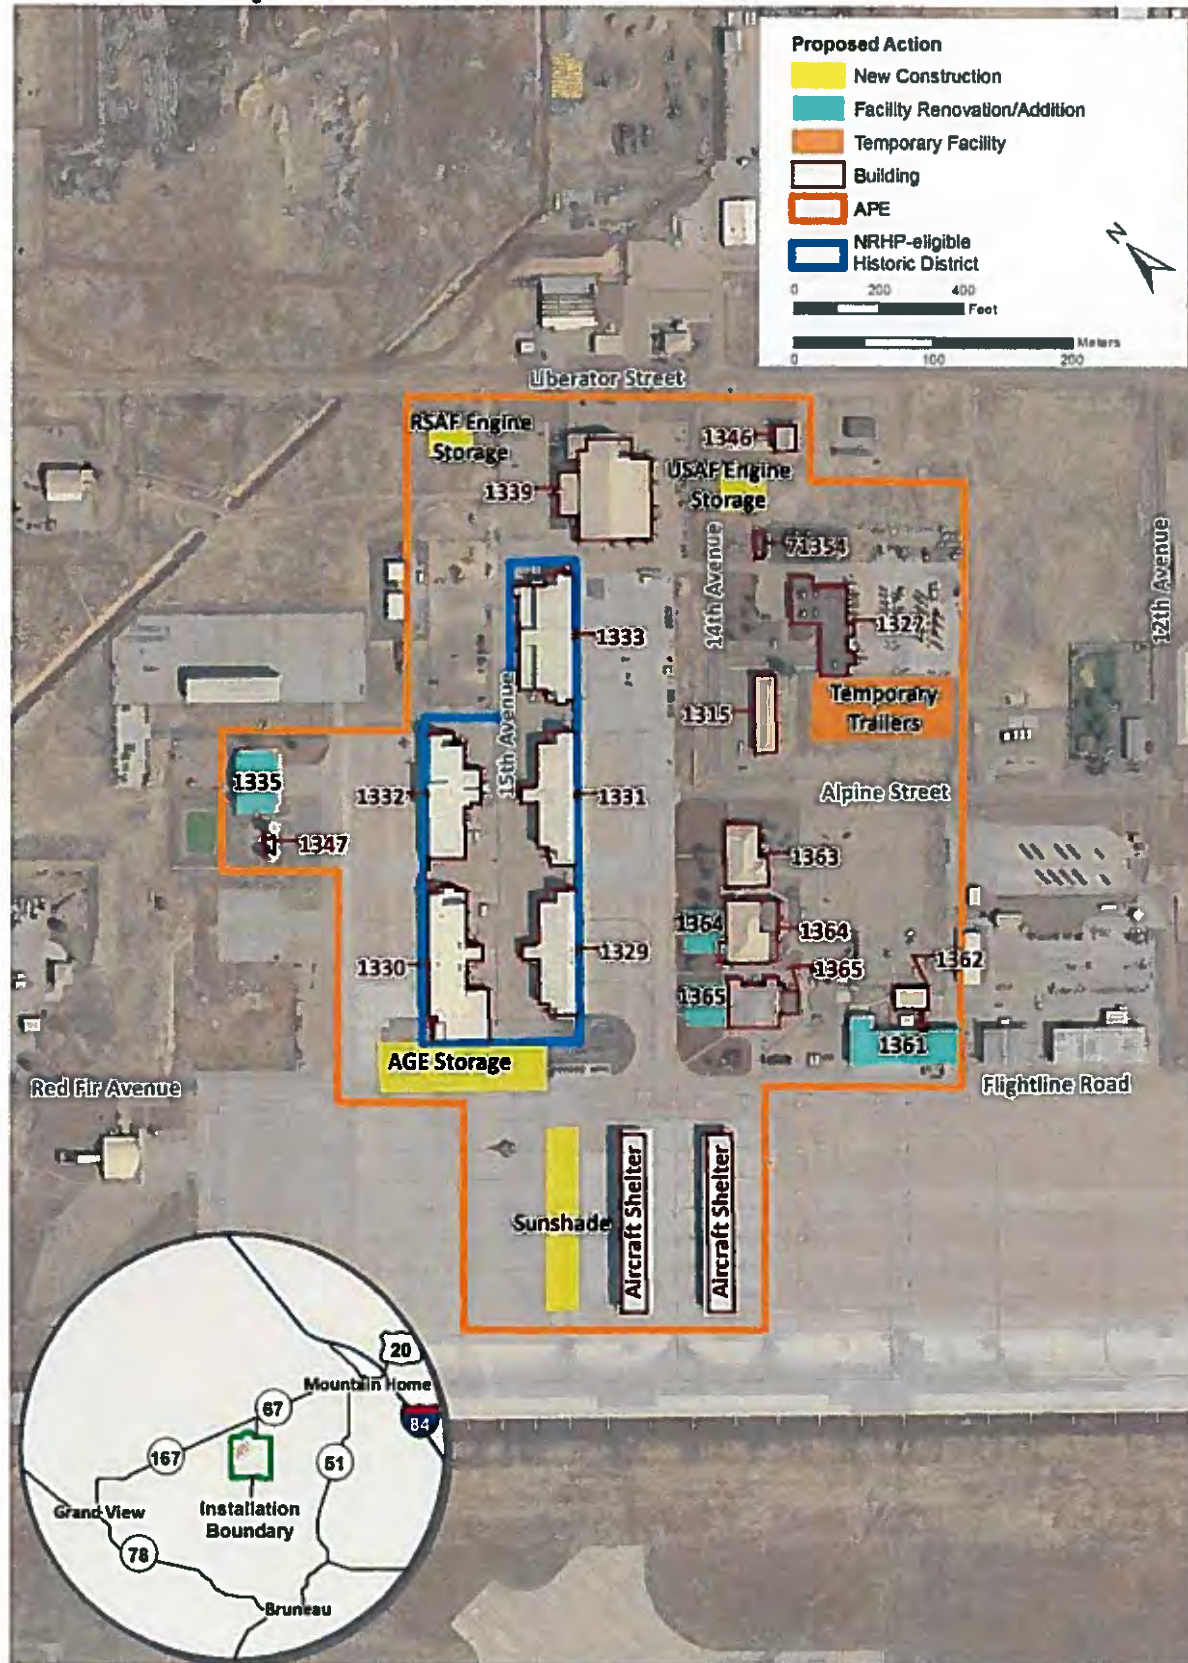 Proposed Action
New Construction
Facility Renovation/Addition
Temporary Facility
Building
APE
NRHP-eligible
Historic District
N
0 200 400
Feet
Meters
0 100 200
Liberator Street
RSAF Engine
Storage
1346
USAF Engine
Storage
1339
71354
14th Avenue
12th Avenue
1333
1327
15th Avenue
1315
Temporary
Trailers
1335
1332
1331
Alpine Street
1347
1363
1364
1364
1330
1329
1365
1362
1365
1361
AGE Storage
Red Fir Avenue
Flightline Road
Sunshade
Aircraft Shelter
Aircraft Shelter
20
Mountain Home
67
84
167
51
Grand View
Installation
Boundary
78
Bruneau